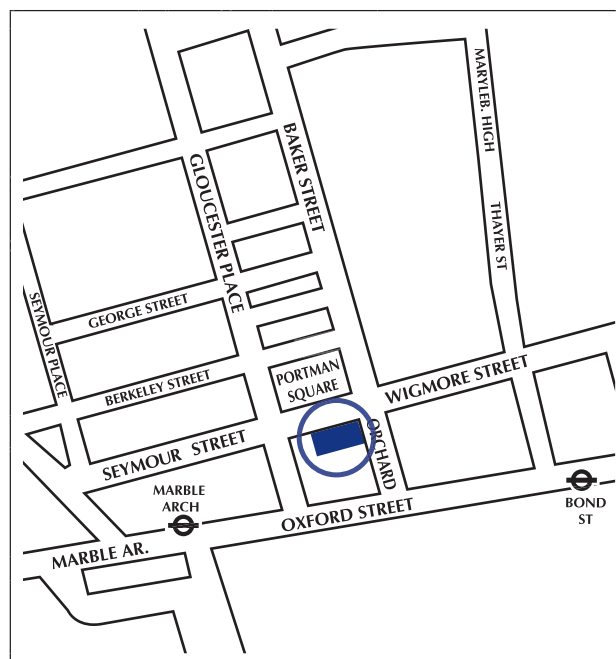 MARYLEB. HIGH
BAKER STREET
GLOUCESTER PLACE
THAYER ST
SEYMOUR PLACE
GEORGE STREET
BERKELEY STREET
PORTMAN
SQUARE
WIGMORE STREET
SEYMOUR STREET
ORCHARD
MARBLE
ARCH
OXFORD STREET
BOND
ST
MARBLE AR.